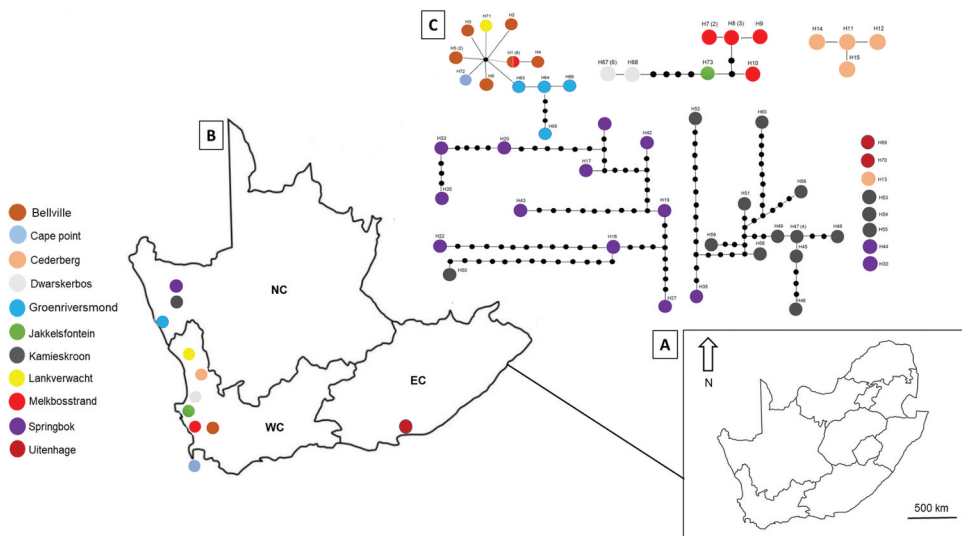 C
H71
H3
H2
H5 (2)
H1 (6)
H4
H72
H6
H63
H64
H66
H65
H7 (2)
H8 (3)
H9
H67 (6)
H68
H73
H10
H14
H11
H12
H15
H33
H20
H42
H17
H35
H43
H19
H22
H16
H50
H27
H52
H60
H51
H58
H59
H49
H47 (4)
H48
H56
H45
H46
H35
H69
H70
H13
H53
H54
H55
H44
H30
B
Bellville
Cape point
Cederberg
Dwarskerbos
Groenriversmond
Jakkelsfontein
Kamieskroon
Lankverwacht
Melkbosstrand
Springbok
Uitenhage
NC
EC
WC
A
N
500 km